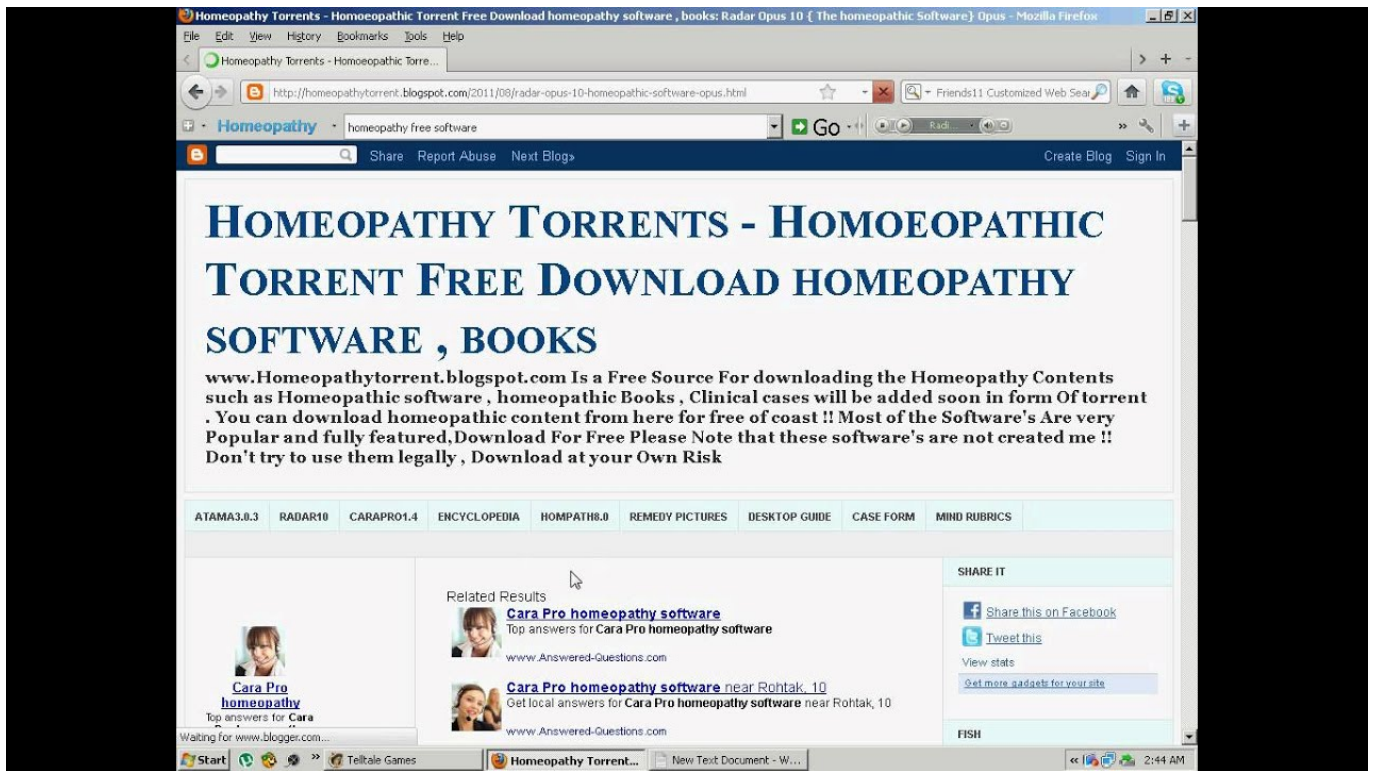 Homeopathy Torrents - Homoeopathic Torrent Free Download homeopathy software , books: Radar Opus 10 { The homeopathic Software} Opus - Mozilla Firefox
File Edit View History Bookmarks Tools Help
Homeopathy Torrents - Homoeopathic Torre...
http://homeopathytorrent.blogspot.com/2011/08/radar-opus-10-homeopathic-software-opus.html
Friends11 Customized Web Sear
Homeopathy homeopathy free software Go Radi...
Share Report Abuse Next Blog» Create Blog Sign In
Homeopathy Torrents - Homoeopathic
Torrent Free Download homeopathy
software , books
www.Homeopathytorrent.blogspot.com Is a Free Source For downloading the Homeopathy Contents
such as Homeopathic software , homeopathic Books , Clinical cases will be added soon in form Of torrent
. You can download homeopathic content from here for free of coast !! Most of the Software's Are very
Popular and fully featured,Download For Free Please Note that these software's are not created me !!
Don't try to use them legally , Download at your Own Risk
ATAMA3.0.3 RADAR10 CARAPRO1.4 ENCYCLOPEDIA HOMPATH8.0 REMEDY PICTURES DESKTOP GUIDE CASE FORM MIND RUBRICS
Cara Pro
homeopathy
Top answers for Cara
Related Results
Cara Pro homeopathy software
Top answers for Cara Pro homeopathy software
www.Answered-Questions.com
Cara Pro homeopathy software near Rohtak, 10
Get local answers for Cara Pro homeopathy software near Rohtak, 10
www.Answered-Questions.com
SHARE IT
Share this on Facebook
Tweet this
View stats
Get more gadgets for your site
FISH
Waiting for www.blogger.com...
Start Telltale Games Homeopathy Torrent... New Text Document - W... 2:44 AM